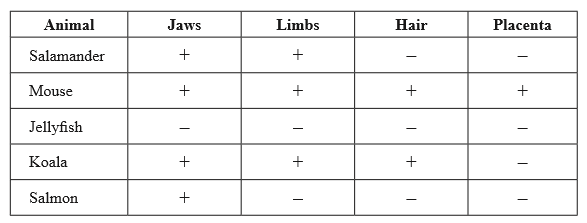 Animal Jaws Limbs Hair Placenta
Salamander + + – –
Mouse + + + +
Jellyfish – – – –
Koala + + + –
Salmon + – – –